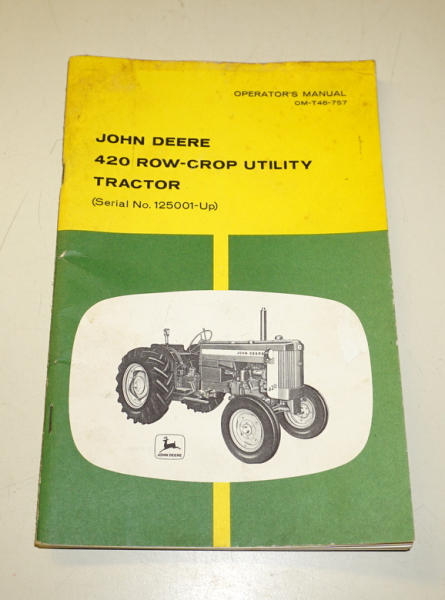 OPERATOR'S MANUAL
OM-T46-757
JOHN DEERE
420 ROW-CROP UTILITY
TRACTOR
(Serial No. 125001-Up)
JOHN DEERE
420
JOHN DEERE